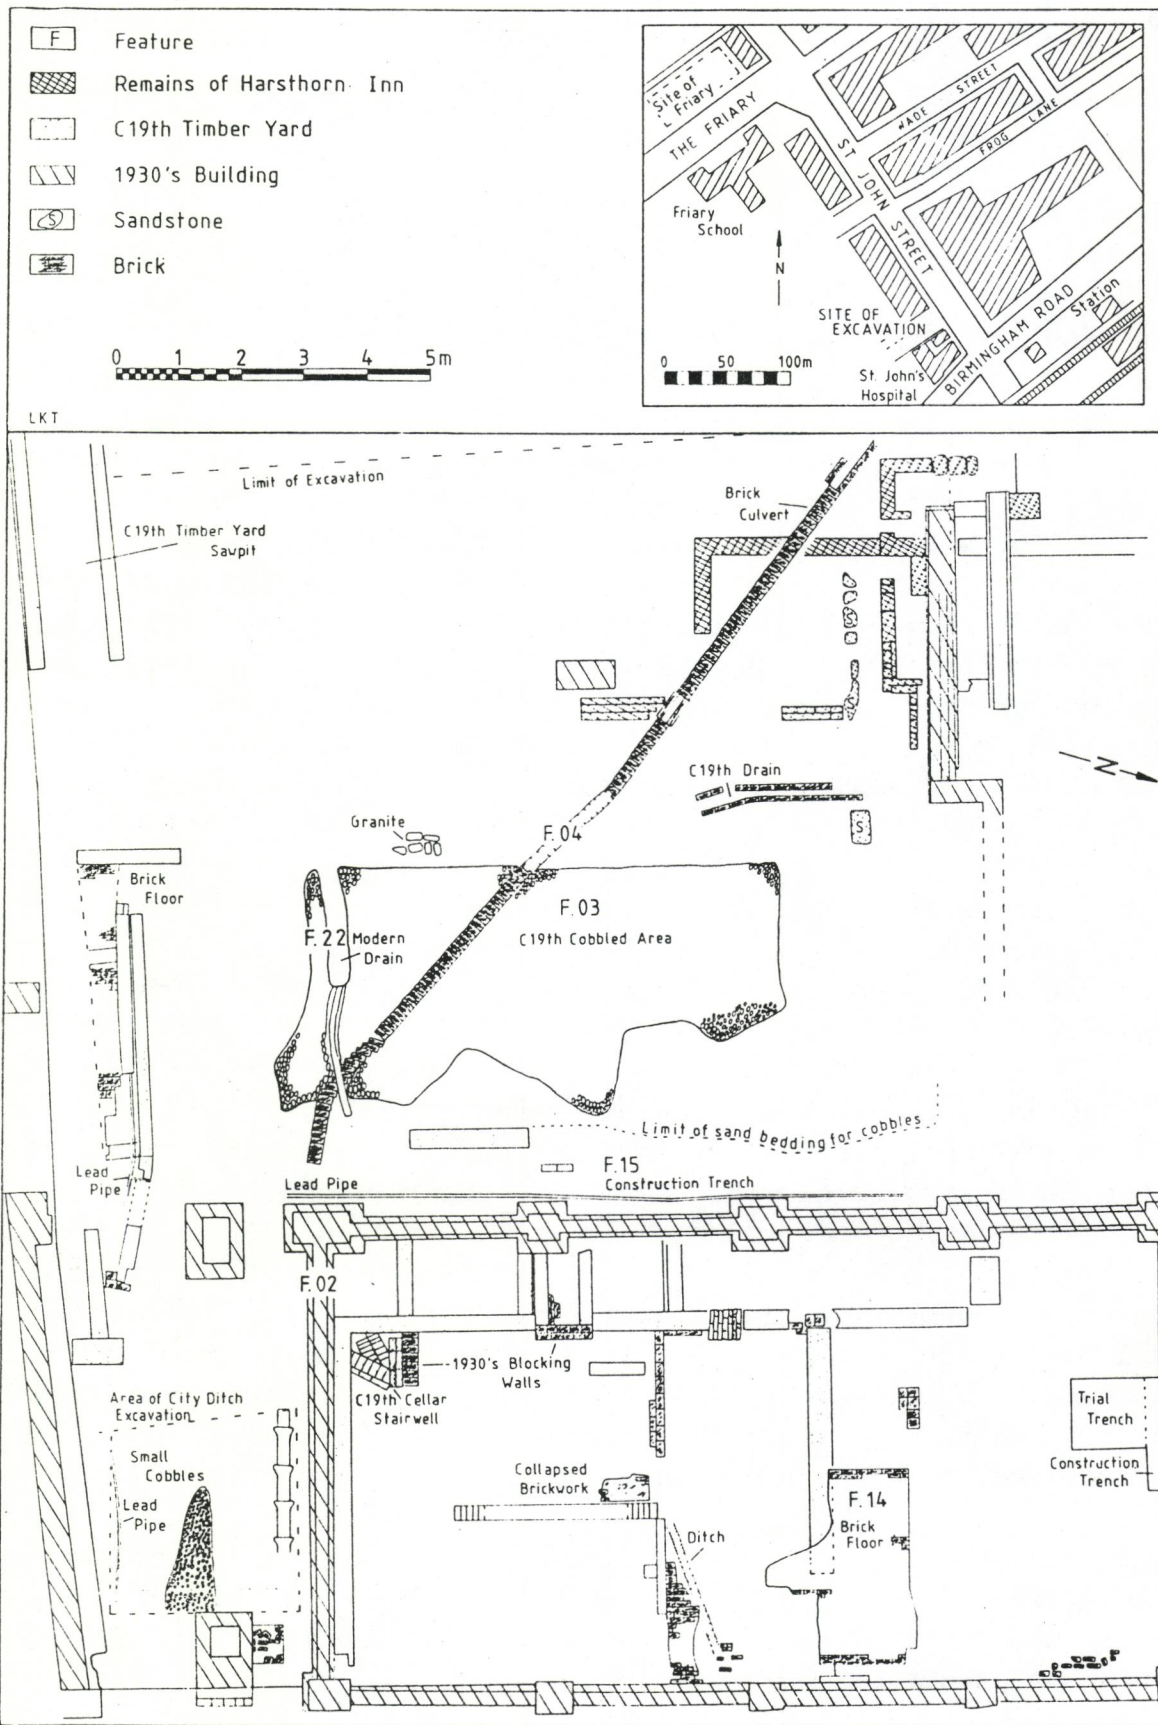 F Feature
Remains of Harsthorn Inn
C19th Timber Yard
1930's Building
S Sandstone
Brick
0 1 2 3 4 5m
LKT
Site of
Friary
THE FRIARY
WADE STREET
FROG LANE
ST JOHN STREET
Friary
School
N
SITE OF
EXCAVATION
BIRMINGHAM ROAD
Station
0 50 100m
St. John's
Hospital
Limit of Excavation
C19th Timber Yard
Sawpit
Brick
Culvert
S
N
C19th Drain
S
Granite
F.04
Brick
Floor
F.03
C19th Cobbled Area
F.22 Modern
Drain
Limit of sand bedding for cobbles
F.15
Construction Trench
Lead
Pipe
Lead Pipe
F.02
1930's Blocking
Walls
C19th Cellar
Stairwell
Area of City Ditch
Excavation
Small
Cobbles
Lead
Pipe
Collapsed
Brickwork
Ditch
F.14
Brick
Floor
Trial
Trench
Construction
Trench